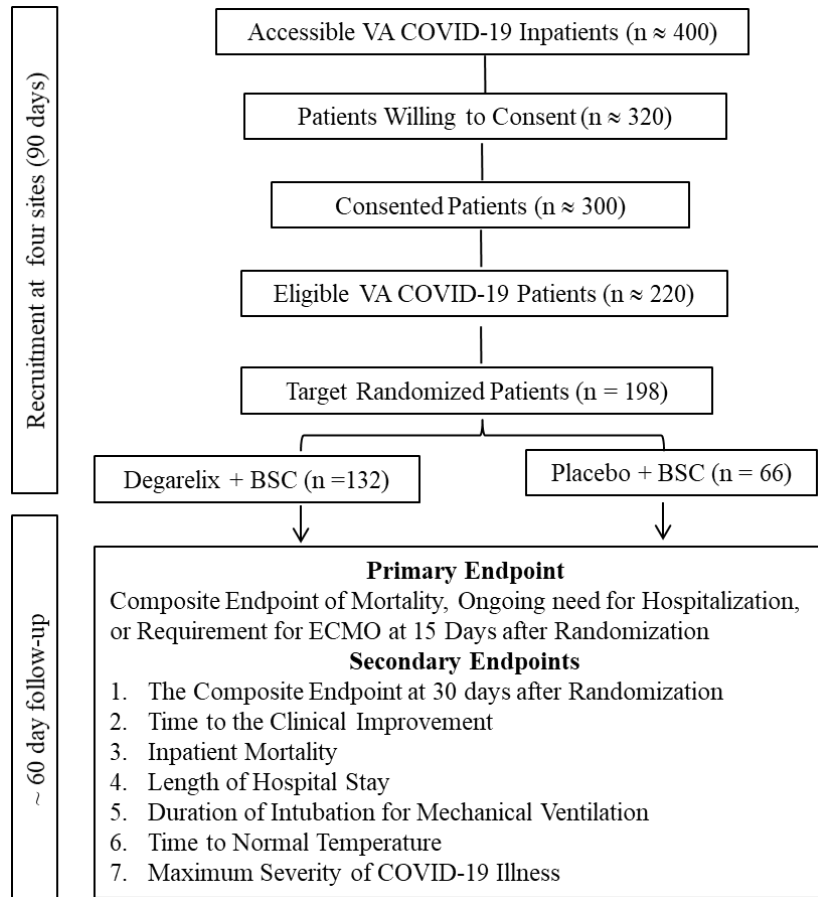 Recruitment at four sites (90 days)
Accessible VA COVID-19 Inpatients (n ≈ 400)
Patients Willing to Consent (n ≈ 320)
Consented Patients (n ≈ 300)
Eligible VA COVID-19 Patients (n ≈ 220)
Target Randomized Patients (n = 198)
Degarelix + BSC (n =132)
Placebo + BSC (n = 66)
~ 60 day follow-up
Primary Endpoint
Composite Endpoint of Mortality, Ongoing need for Hospitalization,
or Requirement for ECMO at 15 Days after Randomization
Secondary Endpoints
1. The Composite Endpoint at 30 days after Randomization
2. Time to the Clinical Improvement
3. Inpatient Mortality
4. Length of Hospital Stay
5. Duration of Intubation for Mechanical Ventilation
6. Time to Normal Temperature
7. Maximum Severity of COVID-19 Illness